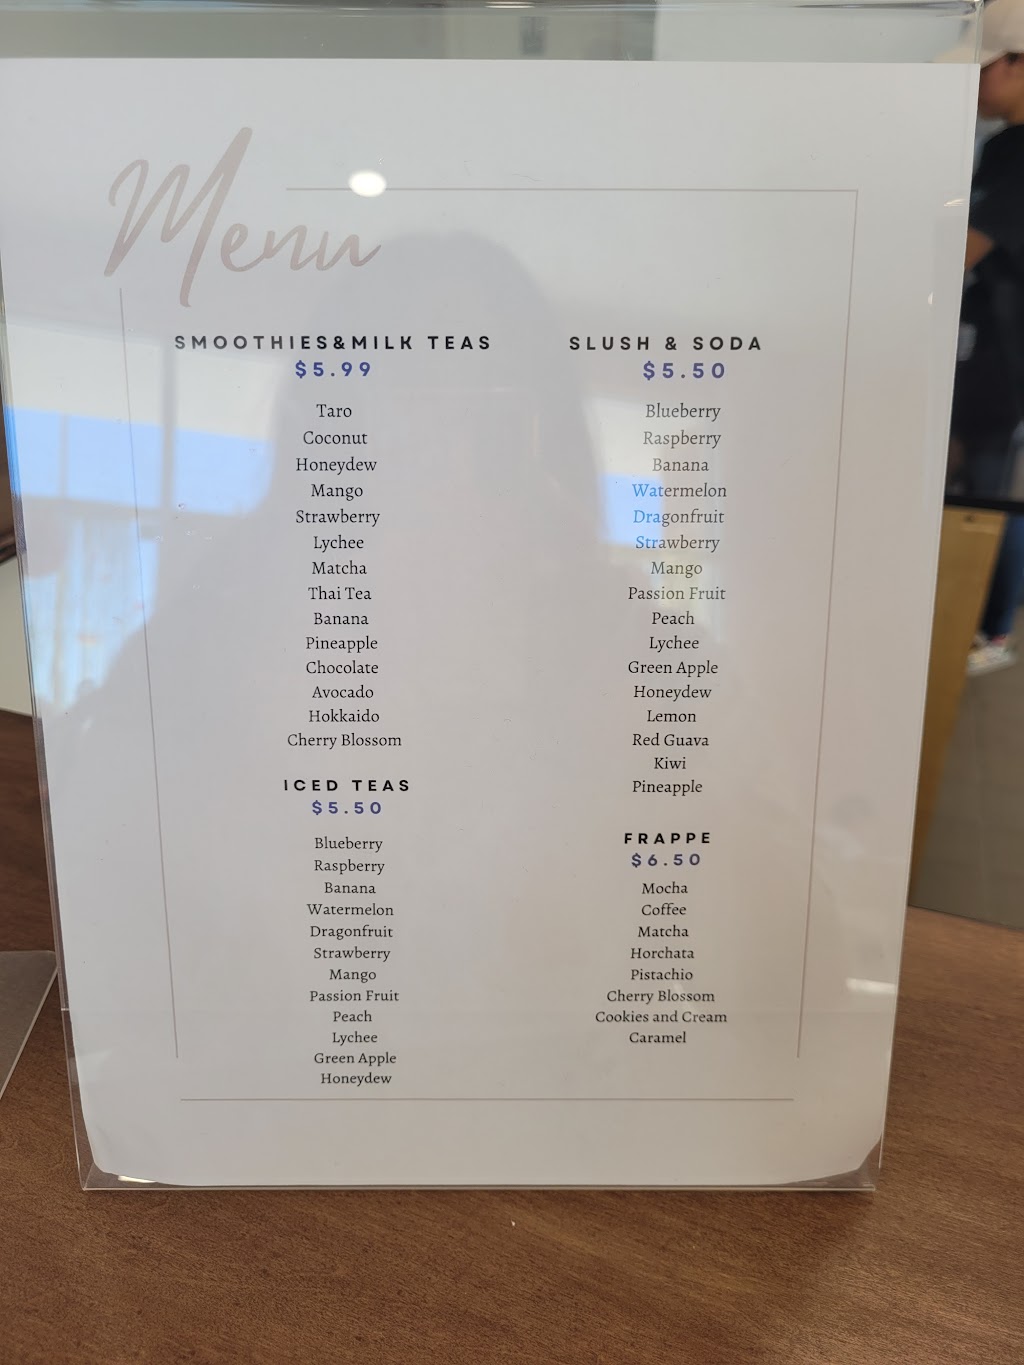 Menu
SMOOTHIES&MILK TEAS
$5.99
Taro
Coconut
Honeydew
Mango
Strawberry
Lychee
Matcha
Thai Tea
Banana
Pineapple
Chocolate
Avocado
Hokkaido
Cherry Blossom
ICED TEAS
$5.50
Blueberry
Raspberry
Banana
Watermelon
Dragonfruit
Strawberry
Mango
Passion Fruit
Peach
Lychee
Green Apple
Honeydew
SLUSH & SODA
$5.50
Blueberry
Raspberry
Banana
Watermelon
Dragonfruit
Strawberry
Mango
Passion Fruit
Peach
Lychee
Green Apple
Honeydew
Lemon
Red Guava
Kiwi
Pineapple
FRAPPE
$6.50
Mocha
Coffee
Matcha
Horchata
Pistachio
Cherry Blossom
Cookies and Cream
Caramel